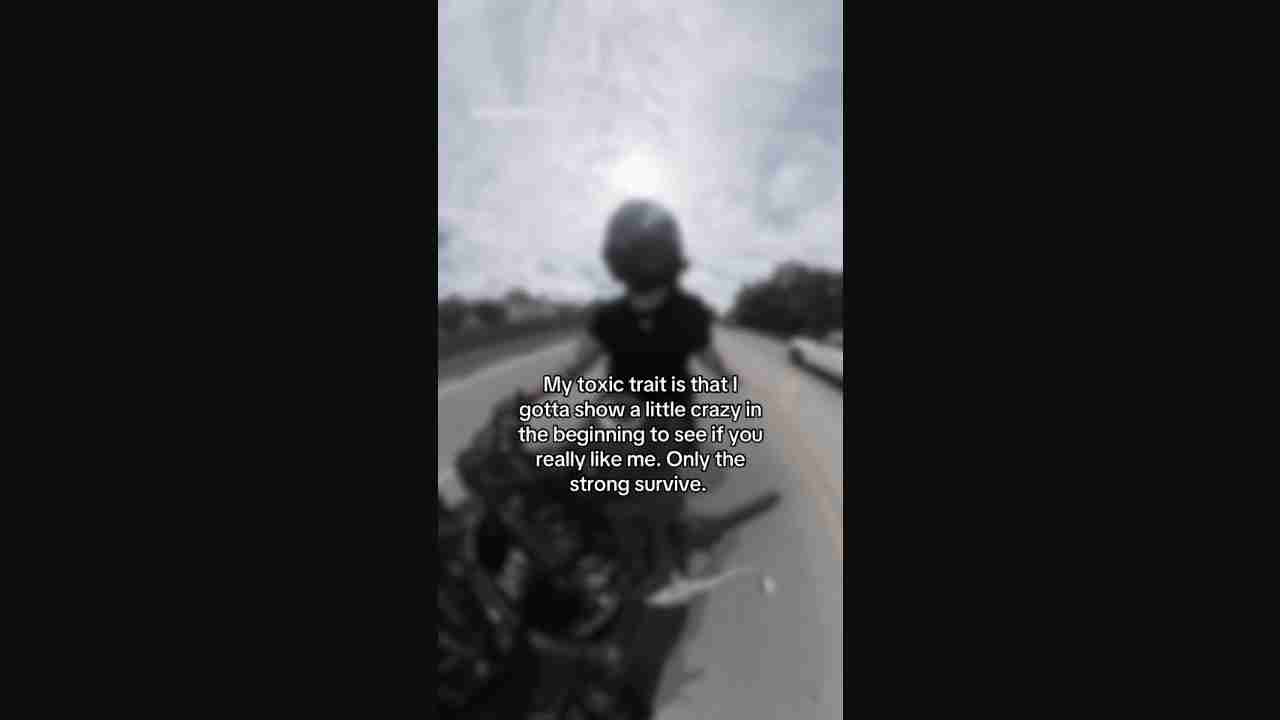 My toxic trait is that I
gotta show a little crazy in
the beginning to see if you
really like me. Only the
strong survive.